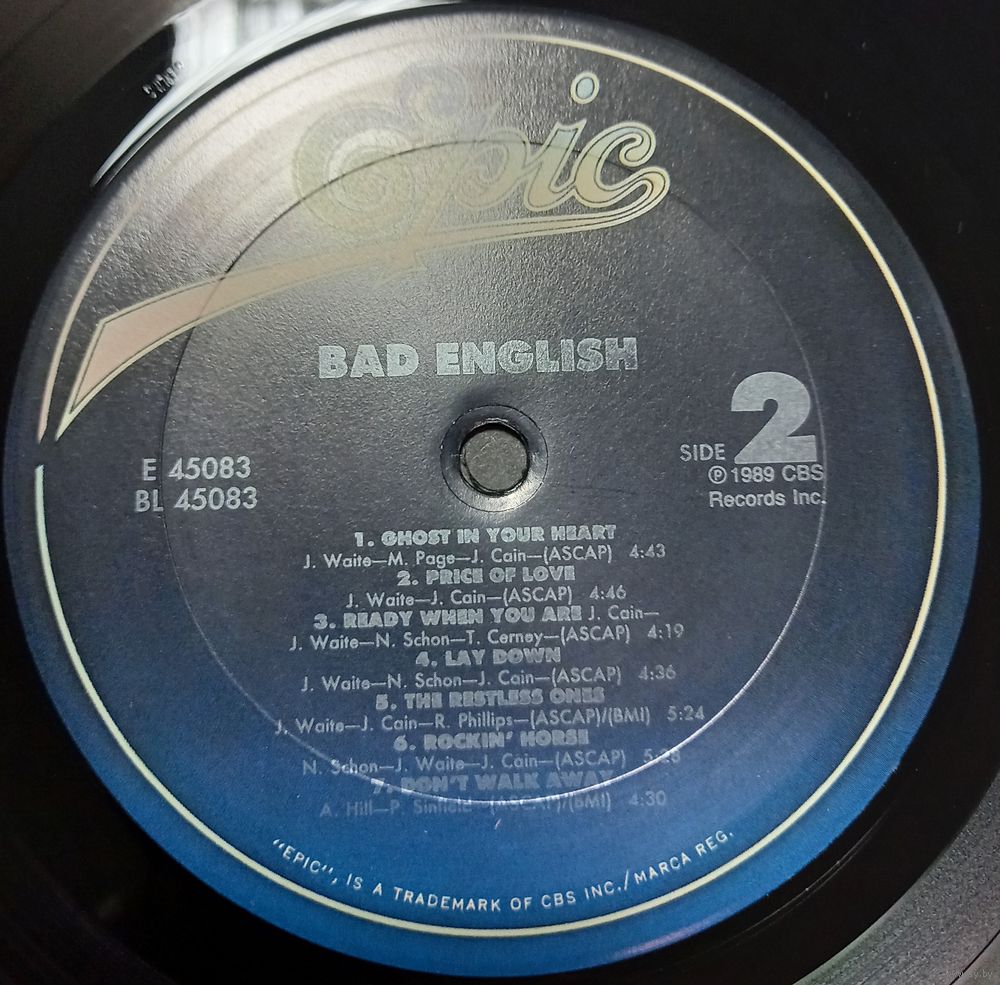 Epic
BAD ENGLISH
SIDE 2
℗ 1989 CBS
Records Inc.
E 45083
BL 45083
1. GHOST IN YOUR HEART
J. Waite—M. Page—J. Cain—(ASCAP) 4:43
2. PRICE OF LOVE
J. Waite—J. Cain—(ASCAP) 4:46
3. READY WHEN YOU ARE J. Cain—
J. Waite—N. Schon—T. Cerney—(ASCAP) 4:19
4. LAY DOWN
J. Waite—N. Schon—J. Cain—(ASCAP) 4:36
5. THE RESTLESS ONES
J. Waite—J. Cain—R. Phillips—(ASCAP)/(BMI) 5:24
6. ROCKIN' HORSE
N. Schon—J. Waite—J. Cain—(ASCAP)
7. DON'T WALK AWAY
A. Hill—P. Sinfield—(ASCAP)/(BMI) 4:30
"EPIC", IS A TRADEMARK OF CBS INC./MARCA REG.